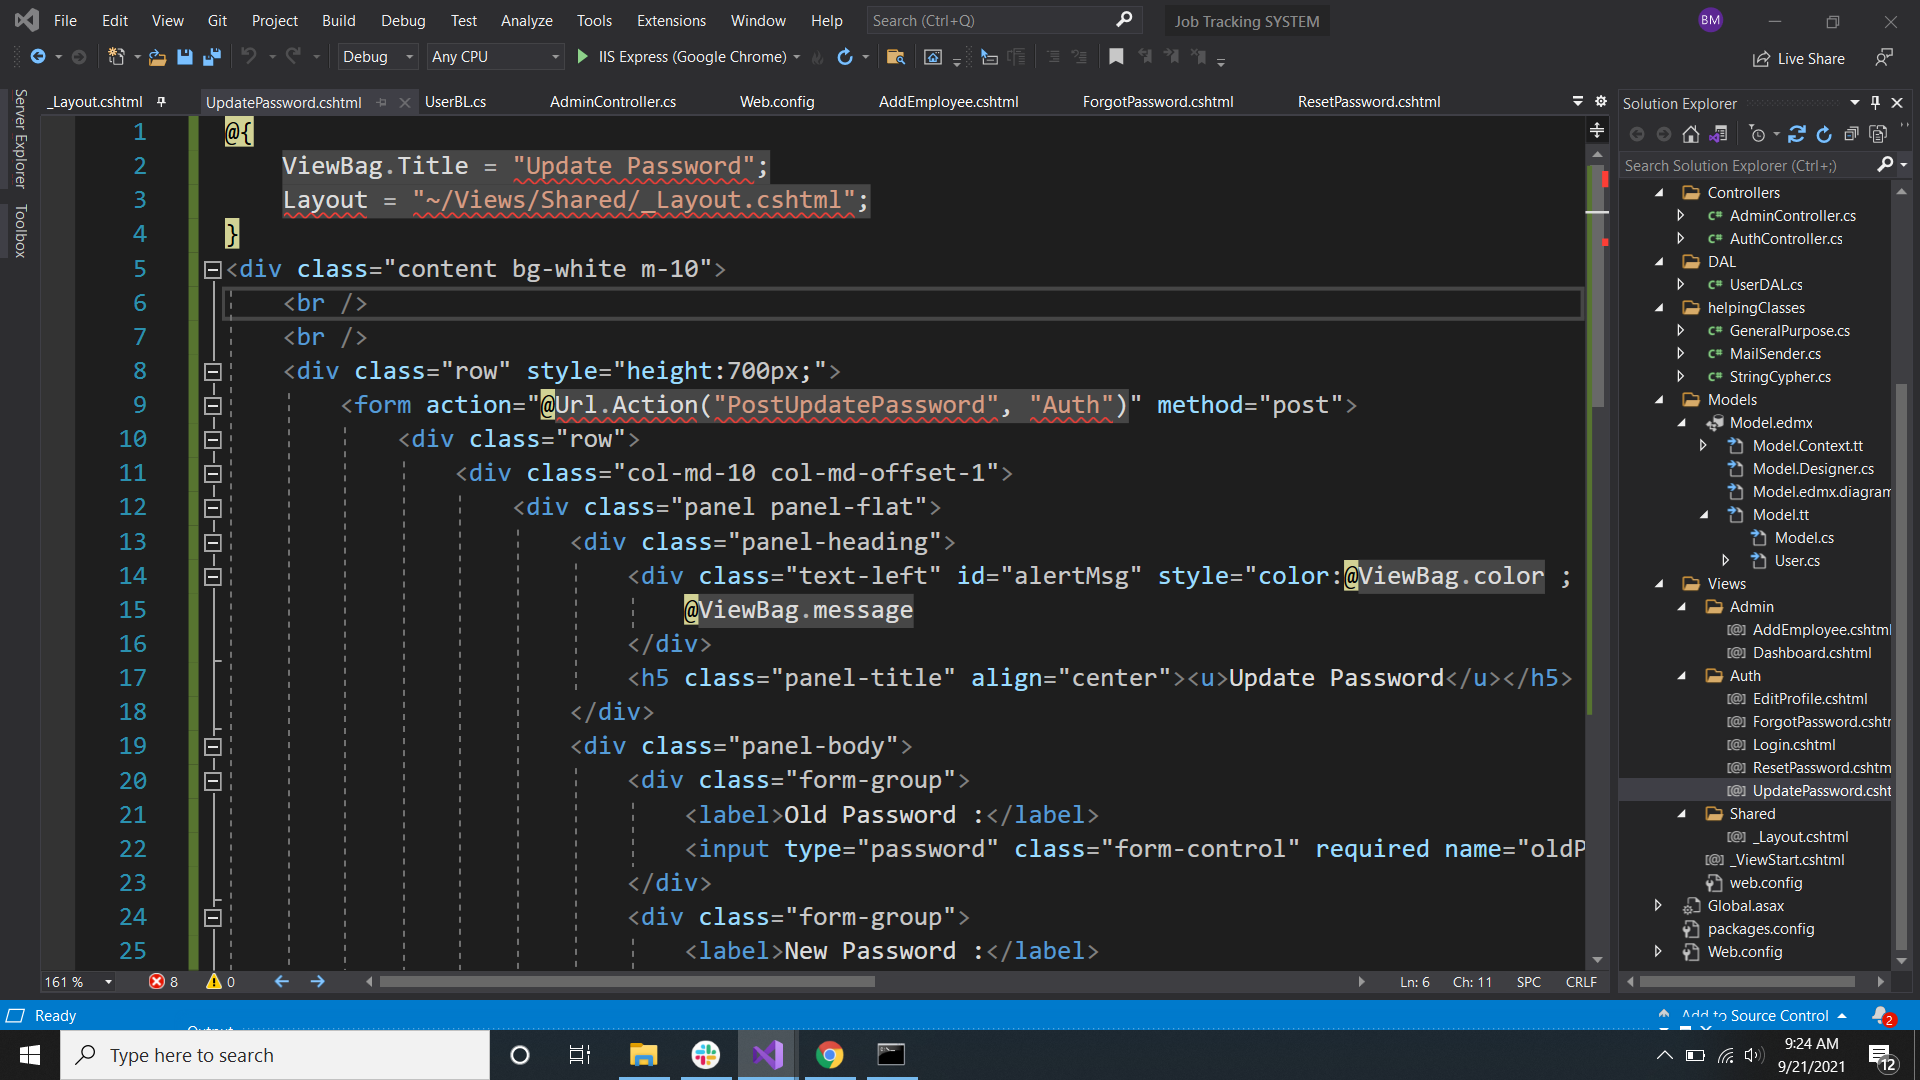 File Edit View Git Project Build Debug Test Analyze Tools Extensions Window Help Search (Ctrl+Q) Job Tracking SYSTEM BM
Debug Any CPU IIS Express (Google Chrome) Live Share
Server Explorer
Toolbox
_Layout.cshtml UpdatePassword.cshtml UserBL.cs AdminController.cs Web.config AddEmployee.cshtml ForgotPassword.cshtml ResetPassword.cshtml
1 @{
2 ViewBag.Title = "Update Password";
3 Layout = "~/Views/Shared/_Layout.cshtml";
4 }
5 <div class="content bg-white m-10">
6 <br />
7 <br />
8 <div class="row" style="height:700px;">
9 <form action="@Url.Action("PostUpdatePassword", "Auth")" method="post">
10 <div class="row">
11 <div class="col-md-10 col-md-offset-1">
12 <div class="panel panel-flat">
13 <div class="panel-heading">
14 <div class="text-left" id="alertMsg" style="color:@ViewBag.color ;
15 @ViewBag.message
16 </div>
17 <h5 class="panel-title" align="center"><u>Update Password</u></h5>
18 </div>
19 <div class="panel-body">
20 <div class="form-group">
21 <label>Old Password :</label>
22 <input type="password" class="form-control" required name="oldP
23 </div>
24 <div class="form-group">
25 <label>New Password :</label>
161 % 8 0 Ln: 6 Ch: 11 SPC CRLF
Solution Explorer
Search Solution Explorer (Ctrl+;)
Controllers
C# AdminController.cs
C# AuthController.cs
DAL
C# UserDAL.cs
helpingClasses
C# GeneralPurpose.cs
C# MailSender.cs
C# StringCypher.cs
Models
Model.edmx
Model.Context.tt
Model.Designer.cs
Model.edmx.diagram
Model.tt
Model.cs
User.cs
Views
Admin
[@] AddEmployee.cshtml
[@] Dashboard.cshtml
Auth
[@] EditProfile.cshtml
[@] ForgotPassword.cshtr
[@] Login.cshtml
[@] ResetPassword.cshtm
[@] UpdatePassword.csht
Shared
[@] _Layout.cshtml
[@] _ViewStart.cshtml
web.config
Global.asax
packages.config
Web.config
Ready Output Add to Source Control 2
Type here to search
9:24 AM
9/21/2021
12